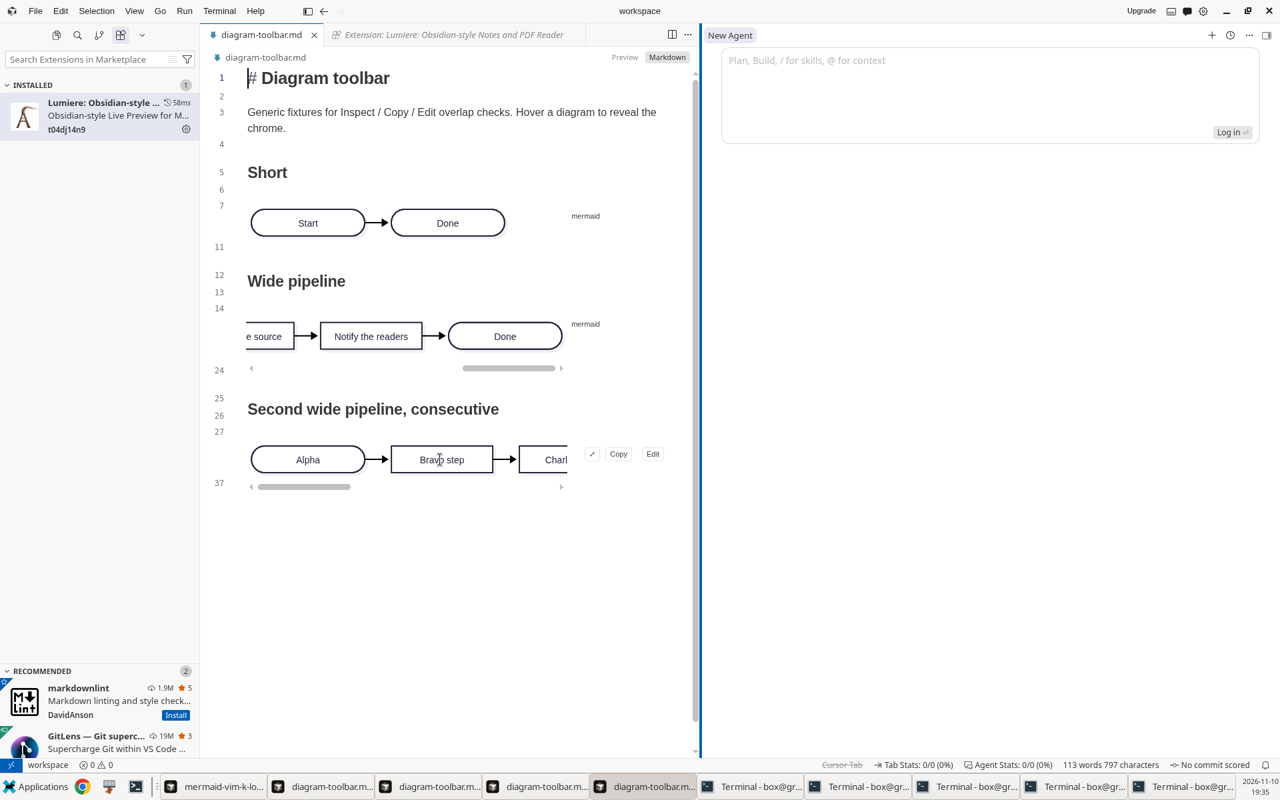 File Edit Selection View Go Run Terminal Help
workspace
Upgrade
Search Extensions in Marketplace
INSTALLED
1
Lumiere: Obsidian-style ... 58ms
Obsidian-style Live Preview for M...
t04dj14n9
RECOMMENDED
2
markdownlint 1.9M 5
Markdown linting and style check...
DavidAnson Install
GitLens — Git superc... 19M 3
Supercharge Git within VS Code ...
diagram-toolbar.md
Extension: Lumiere: Obsidian-style Notes and PDF Reader
diagram-toolbar.md
Preview Markdown
1 # Diagram toolbar
2
3 Generic fixtures for Inspect / Copy / Edit overlap checks. Hover a diagram to reveal the
chrome.
4
5 Short
6
7
Start Done mermaid
11
12 Wide pipeline
13
14
e source Notify the readers Done mermaid
24
25
26 Second wide pipeline, consecutive
27
Alpha Bravo step Charl
Copy Edit
37
New Agent
Plan, Build, / for skills, @ for context
Log in
workspace 0 0
Cursor Tab Tab Stats: 0/0 (0%) Agent Stats: 0/0 (0%) 113 words 797 characters No commit scored
Applications
mermaid-vim-k-lo...
diagram-toolbar.m...
diagram-toolbar.m...
diagram-toolbar.m...
diagram-toolbar.m...
Terminal - box@gr...
Terminal - box@gr...
Terminal - box@gr...
Terminal - box@gr...
Terminal - box@gr...
2026-11-10
19:35